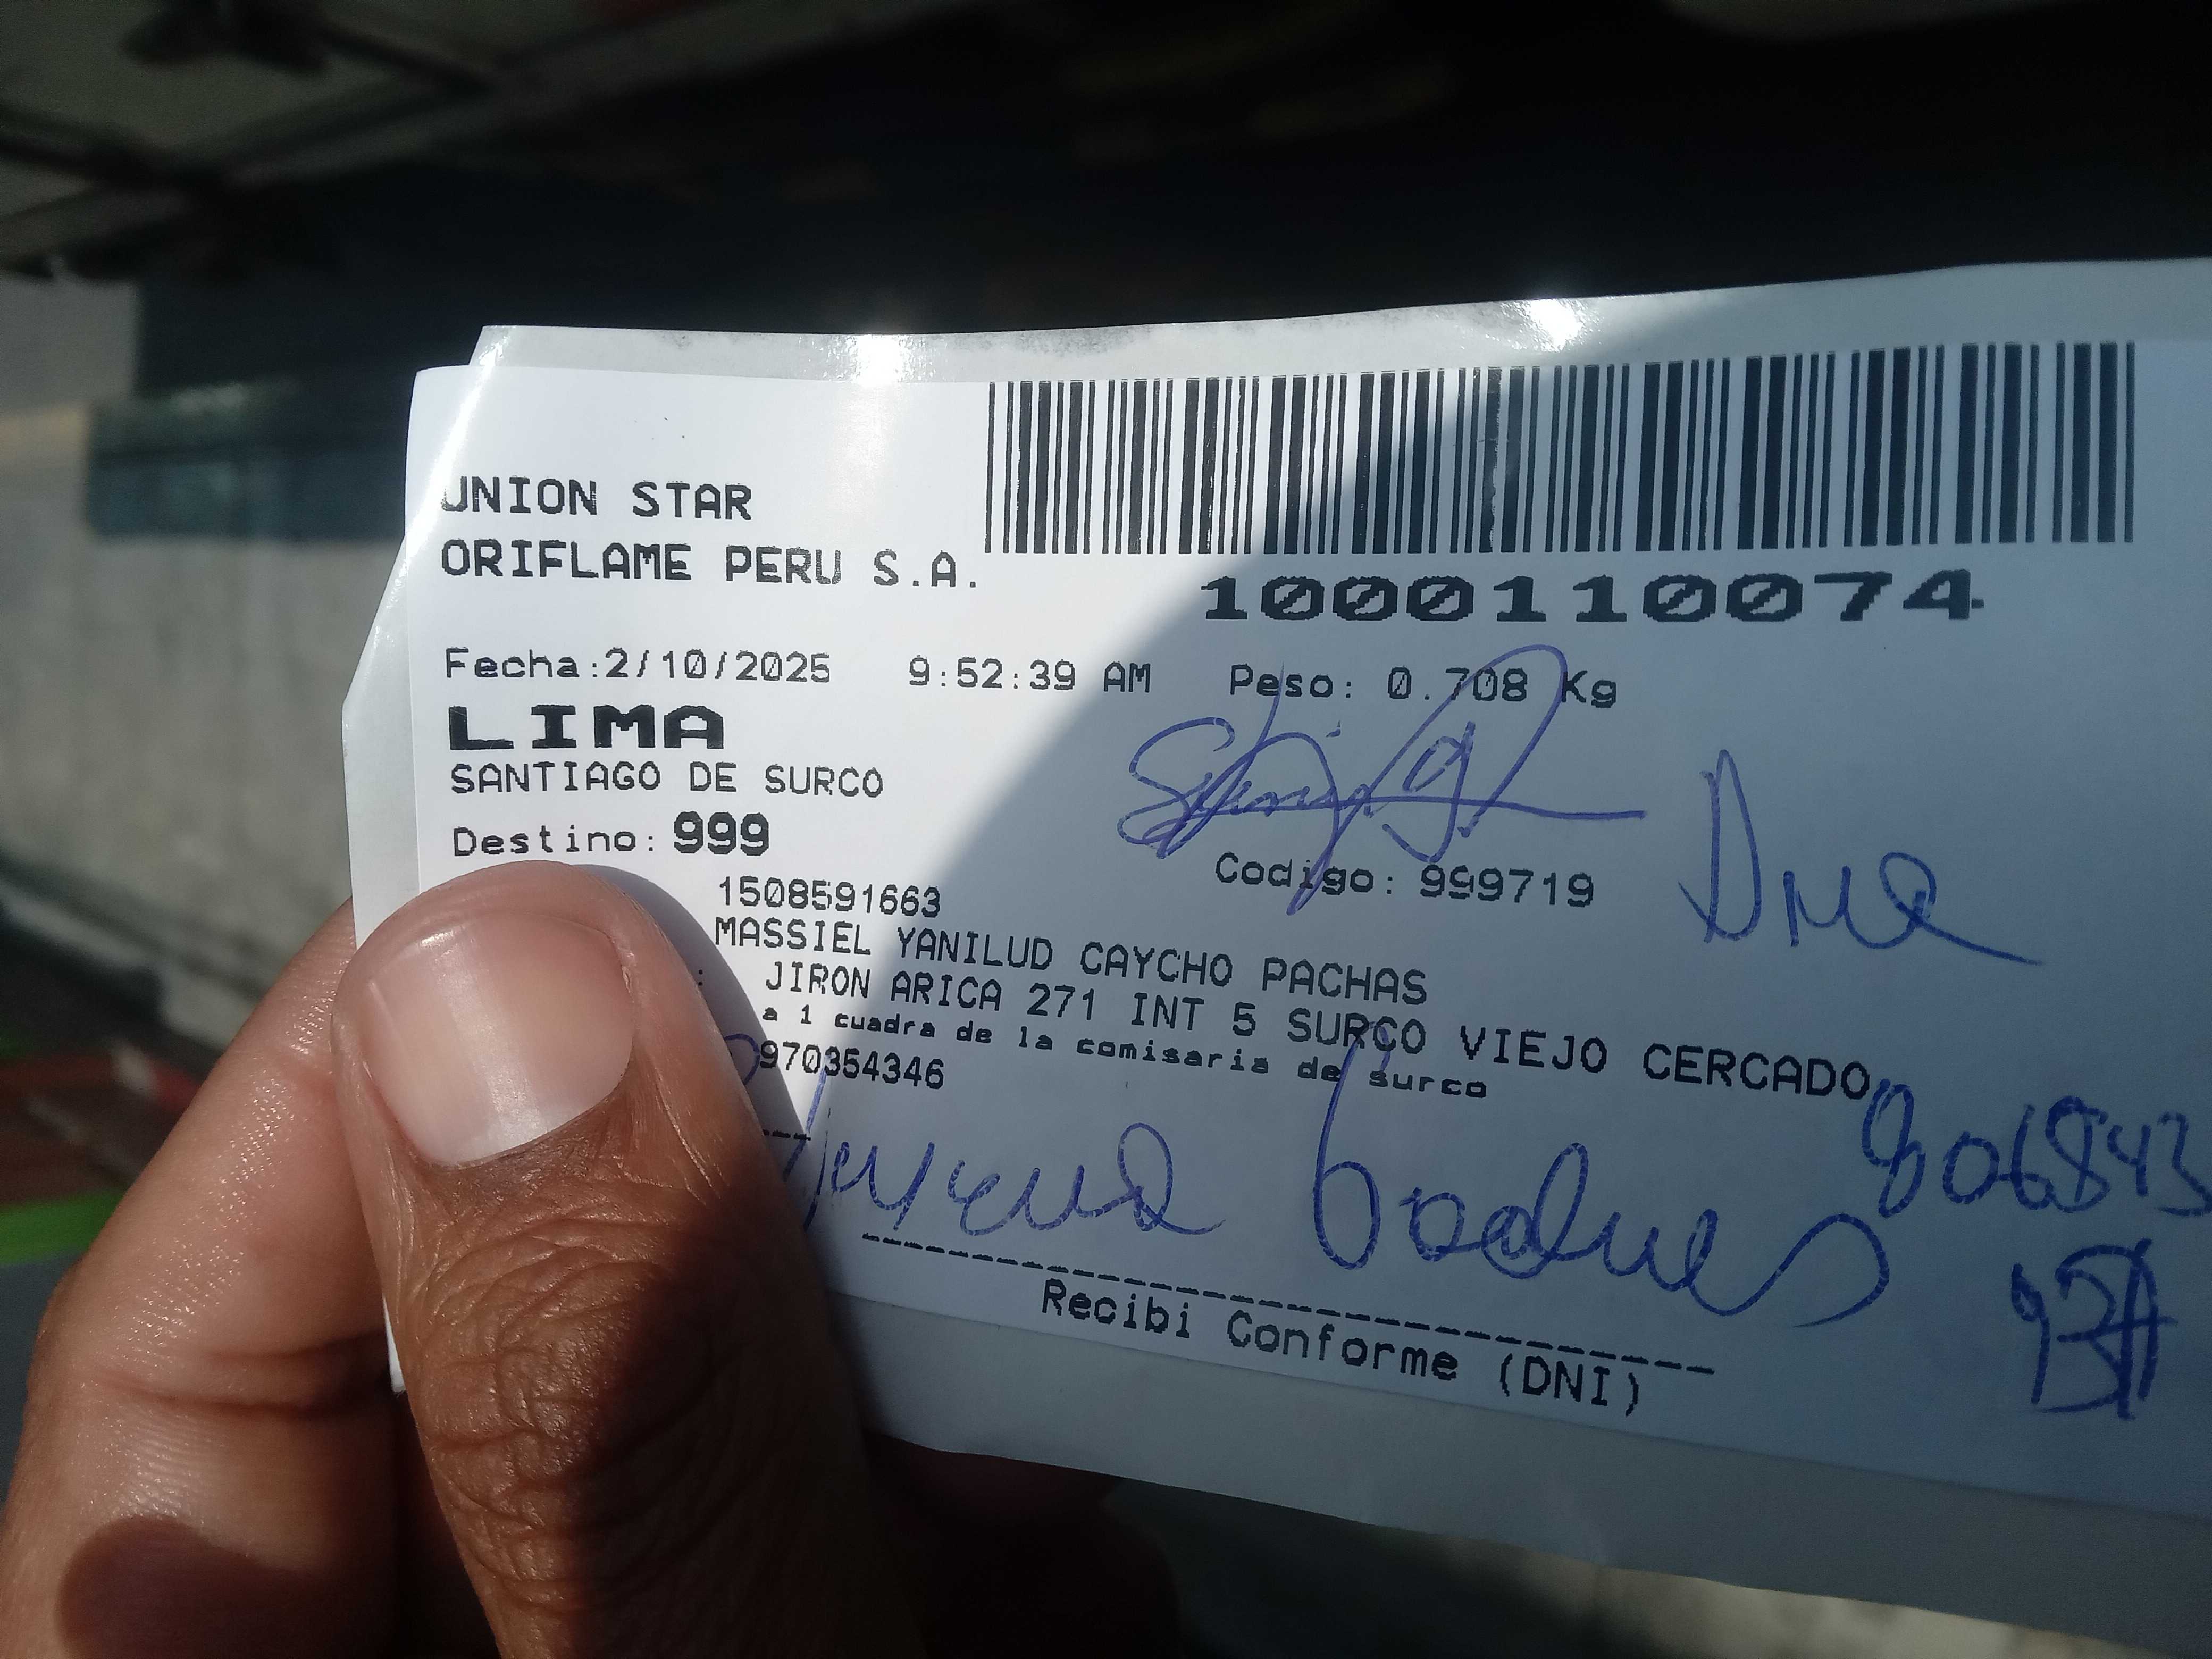 UNION STAR
ORIFLAME PERU S.A.
1000110074
Fecha:2/10/2025 9:52:39 AM Peso: 0.708 Kg
LIMA
SANTIAGO DE SURCO
Destino: 999
1508591663 Codigo: 999719
MASSIEL YANILUD CAYCHO PACHAS
: JIRON ARICA 271 INT 5 SURCO VIEJO CERCADO
a 1 cuadra de la comisaria de surco
970354346
806843
Recibi Conforme (DNI)